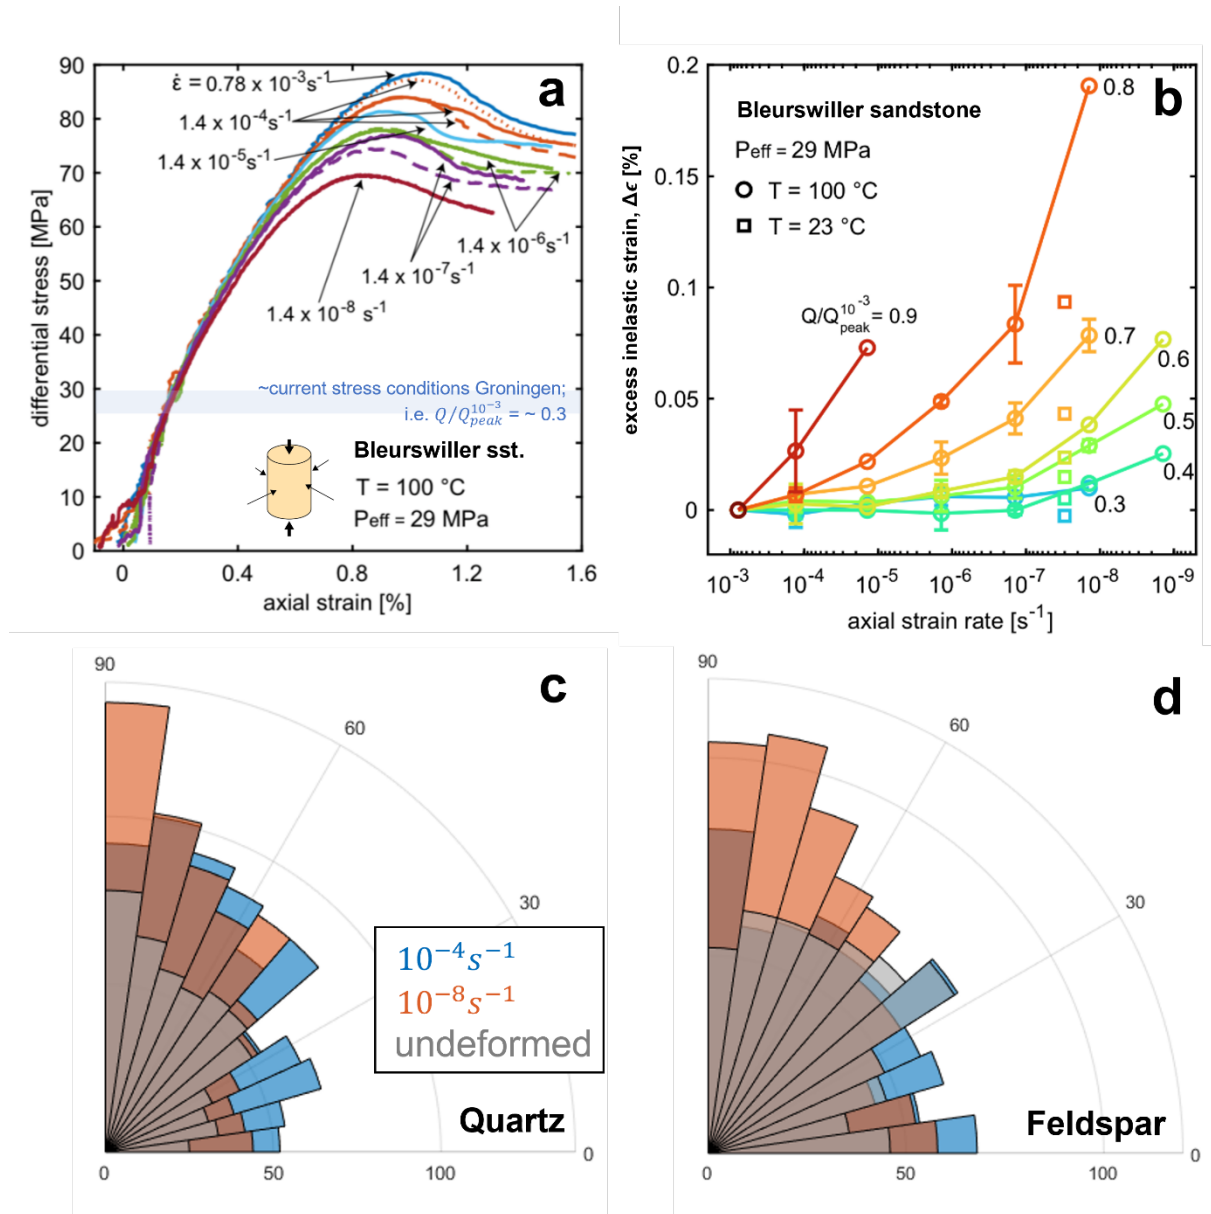 a
90
80
70
60
50
40
30
20
10
0
differential stress [MPa]
ε̇ = 0.78 x 10⁻³s⁻¹
1.4 x 10⁻⁴s⁻¹
1.4 x 10⁻⁵s⁻¹
1.4 x 10⁻⁶s⁻¹
1.4 x 10⁻⁷s⁻¹
1.4 x 10⁻⁸ s⁻¹
~current stress conditions Groningen;
i.e. Q/Q_peak^10⁻³ = ~ 0.3
Bleurswiller sst.
T = 100 °C
Peff = 29 MPa
0 0.4 0.8 1.2 1.6
axial strain [%]
b
0.2
0.15
0.1
0.05
0
excess inelastic strain, Δϵ [%]
Bleurswiller sandstone
Peff = 29 MPa
T = 100 °C
T = 23 °C
Q/Q_peak^10⁻³ = 0.9
0.8
0.7
0.6
0.5
0.4
0.3
10⁻³ 10⁻⁴ 10⁻⁵ 10⁻⁶ 10⁻⁷ 10⁻⁸ 10⁻⁹
axial strain rate [s⁻¹]
c
90
60
30
0
10⁻⁴s⁻¹
10⁻⁸s⁻¹
undeformed
Quartz
0 50 100
d
90
60
30
0
Feldspar
0 50 100